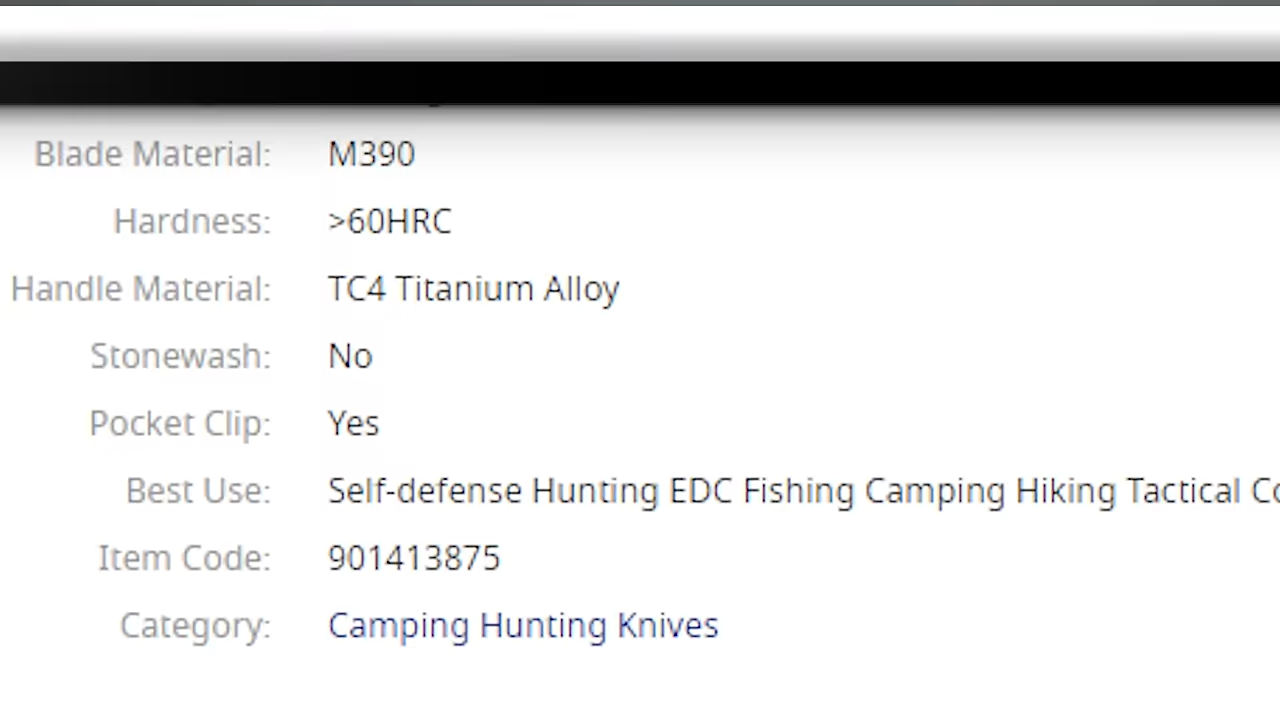 Blade Material: M390
Hardness: >60HRC
Handle Material: TC4 Titanium Alloy
Stonewash: No
Pocket Clip: Yes
Best Use: Self-defense Hunting EDC Fishing Camping Hiking Tactical
Item Code: 901413875
Category: Camping Hunting Knives